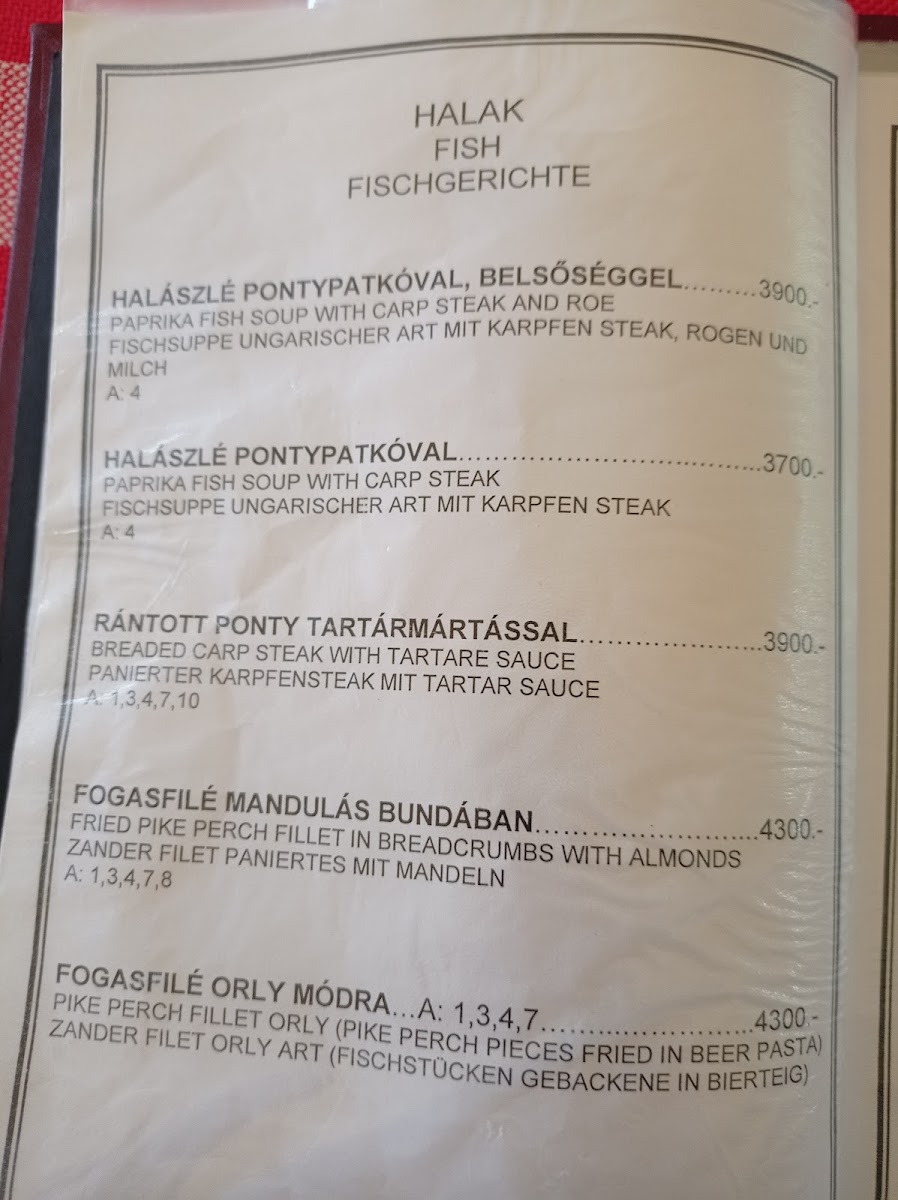 HALAK
FISH
FISCHGERICHTE
HALÁSZLÉ PONTYPATKÓVAL, BELSŐSÉGGEL.........3900.-
PAPRIKA FISH SOUP WITH CARP STEAK AND ROE
FISCHSUPPE UNGARISCHER ART MIT KARPFEN STEAK, ROGEN UND
MILCH
A: 4
HALÁSZLÉ PONTYPATKÓVAL.....................................3700.-
PAPRIKA FISH SOUP WITH CARP STEAK
FISCHSUPPE UNGARISCHER ART MIT KARPFEN STEAK
A: 4
RÁNTOTT PONTY TARTÁRMÁRTÁSSAL......................3900.-
BREADED CARP STEAK WITH TARTARE SAUCE
PANIERTER KARPFENSTEAK MIT TARTAR SAUCE
A: 1,3,4,7,10
FOGASFILÉ MANDULÁS BUNDÁBAN...........................4300.-
FRIED PIKE PERCH FILLET IN BREADCRUMBS WITH ALMONDS
ZANDER FILET PANIERTES MIT MANDELN
A: 1,3,4,7,8
FOGASFILÉ ORLY MÓDRA...A: 1,3,4,7..........................4300.-
PIKE PERCH FILLET ORLY (PIKE PERCH PIECES FRIED IN BEER PASTA)
ZANDER FILET ORLY ART (FISCHSTÜCKEN GEBACKENE IN BIERTEIG)